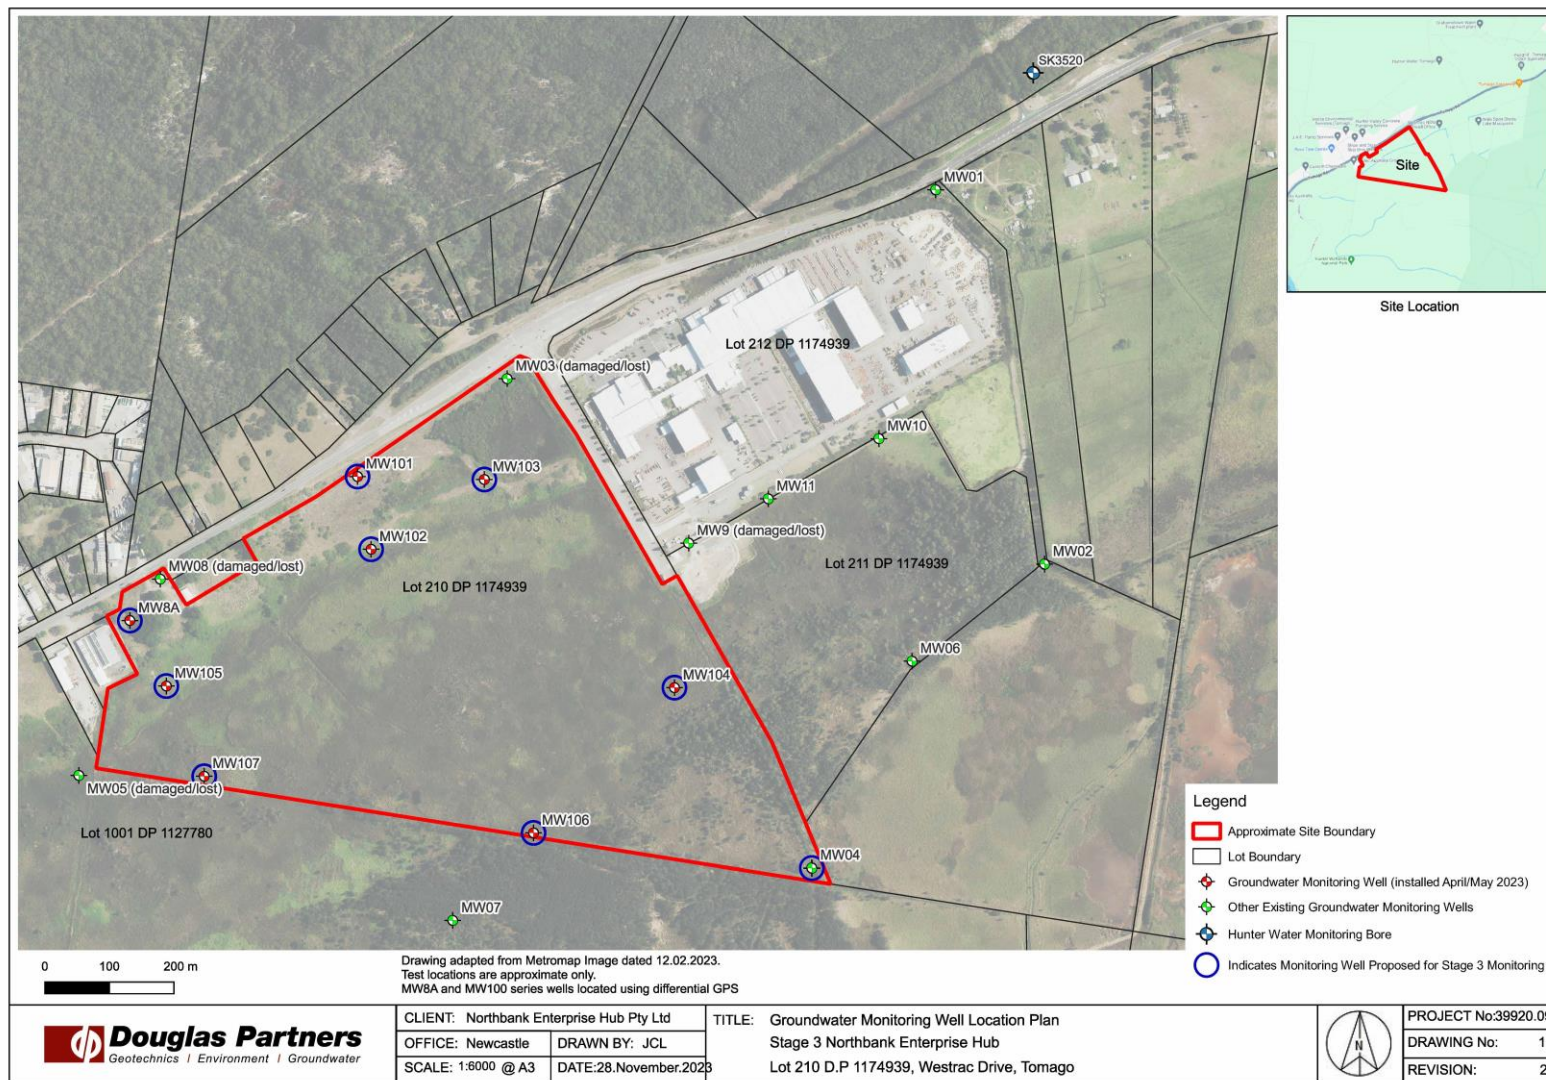 SK3520
MW01
Lot 212 DP 1174939
MW03 (damaged/lost)
MW10
MW101
MW103
MW11
MW9 (damaged/lost)
MW102
MW02
MW08 (damaged/lost)
Lot 210 DP 1174939
Lot 211 DP 1174939
MW8A
MW06
MW105
MW104
MW107
MW05 (damaged/lost)
MW106
Lot 1001 DP 1127780
MW04
MW07
Site
Site Location
Legend
Approximate Site Boundary
Lot Boundary
Groundwater Monitoring Well (installed April/May 2023)
Other Existing Groundwater Monitoring Wells
Hunter Water Monitoring Bore
Indicates Monitoring Well Proposed for Stage 3 Monitoring
0 100 200 m
Drawing adapted from Metromap Image dated 12.02.2023.
Test locations are approximate only.
MW8A and MW100 series wells located using differential GPS
Douglas Partners
Geotechnics | Environment | Groundwater
CLIENT: Northbank Enterprise Hub Pty Ltd
OFFICE: Newcastle
DRAWN BY: JCL
SCALE: 1:6000 @ A3
DATE:28.November.2023
TITLE: Groundwater Monitoring Well Location Plan
Stage 3 Northbank Enterprise Hub
Lot 210 D.P 1174939, Westrac Drive, Tomago
N
PROJECT No:39920.09
DRAWING No: 1
REVISION: 2